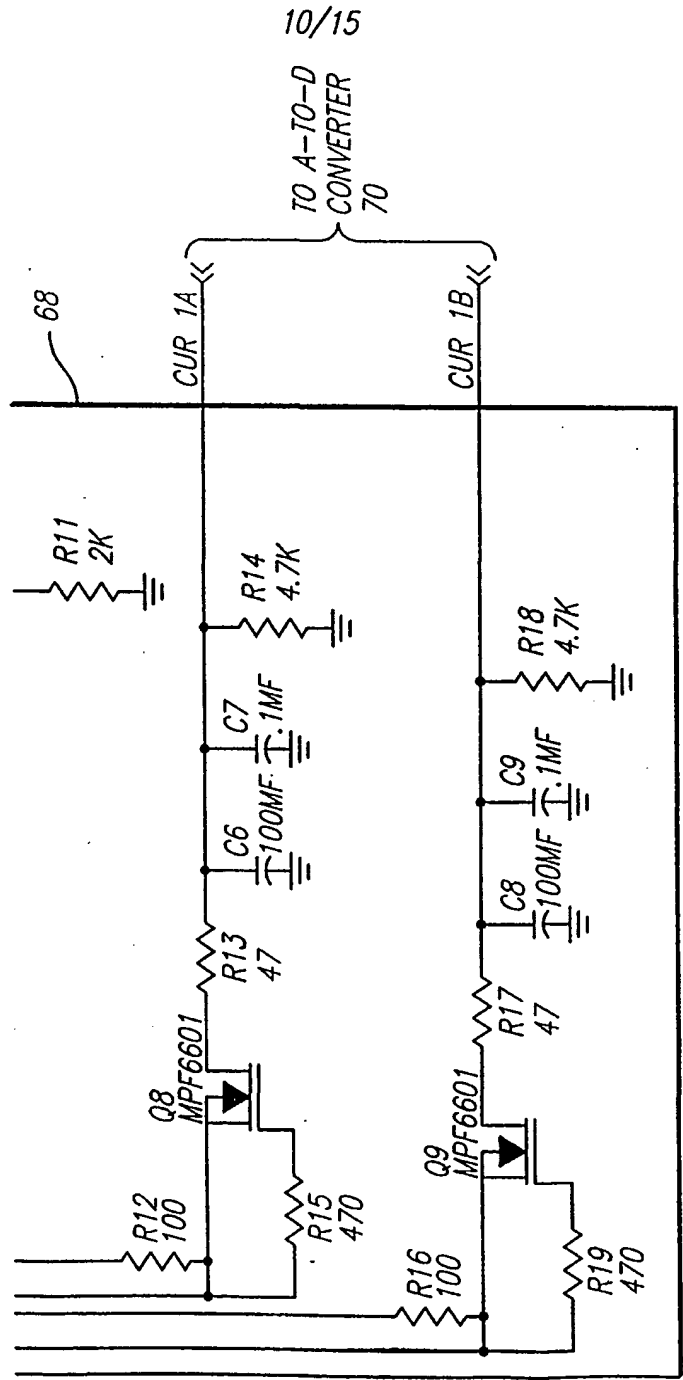 10/15
TO A-TO-D
CONVERTER
70
68
CUR 1A
CUR 1B
R11
2K
R14
4.7K
C7
.1MF
C6
100MF
R13
47
Q8
MPF6601
R12
100
R15
470
R18
4.7K
C9
.1MF
C8
100MF
R17
47
Q9
MPF6601
R16
100
R19
470